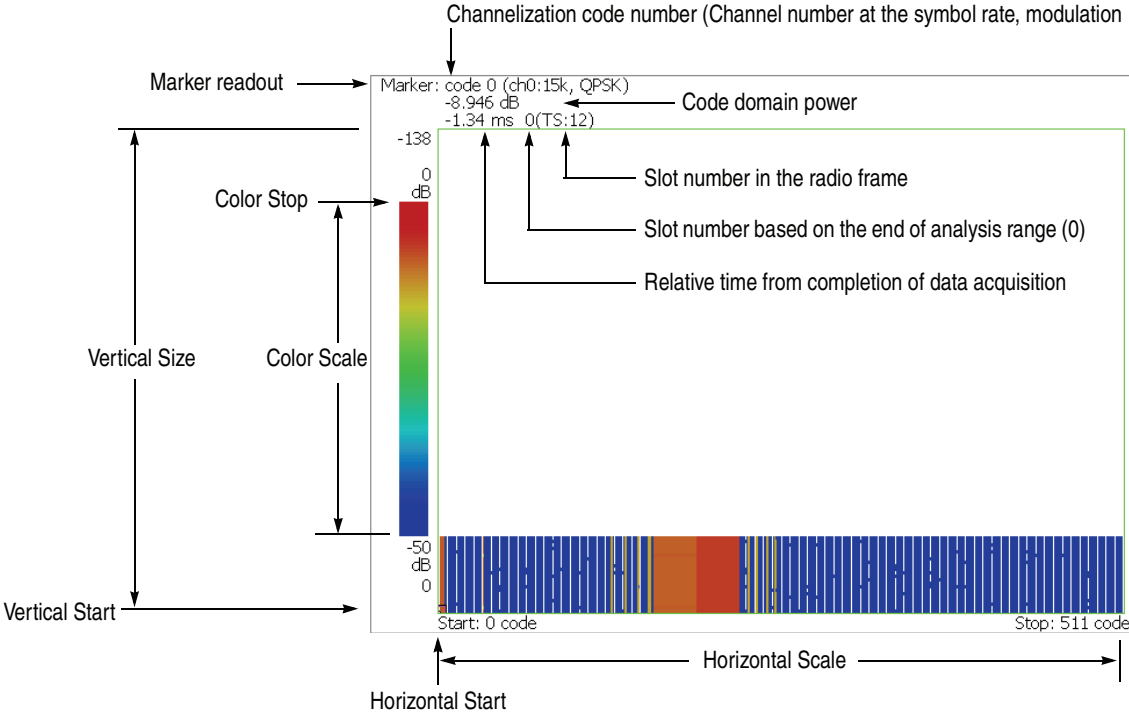 Channelization code number (Channel number at the symbol rate, modulation
Marker readout
Marker: code 0 (ch0:15k, QPSK)
-8.946 dB
Code domain power
-1.34 ms 0(TS:12)
-138
0
dB
Slot number in the radio frame
Color Stop
Slot number based on the end of analysis range (0)
Relative time from completion of data acquisition
Vertical Size
Color Scale
-50
dB
0
Vertical Start
Start: 0 code
Stop: 511 code
Horizontal Scale
Horizontal Start